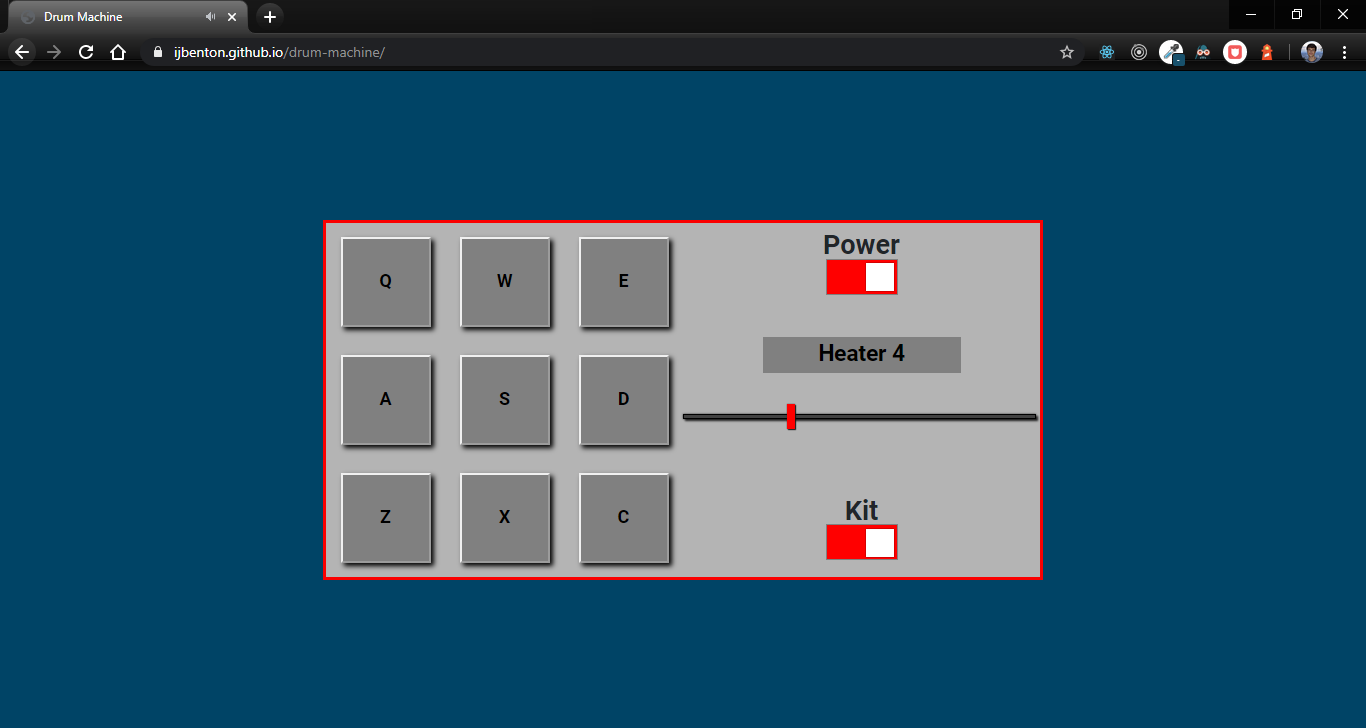 Drum Machine
ijbenton.github.io/drum-machine/
Q W E
Power
Heater 4
A S D
Z X C
Kit